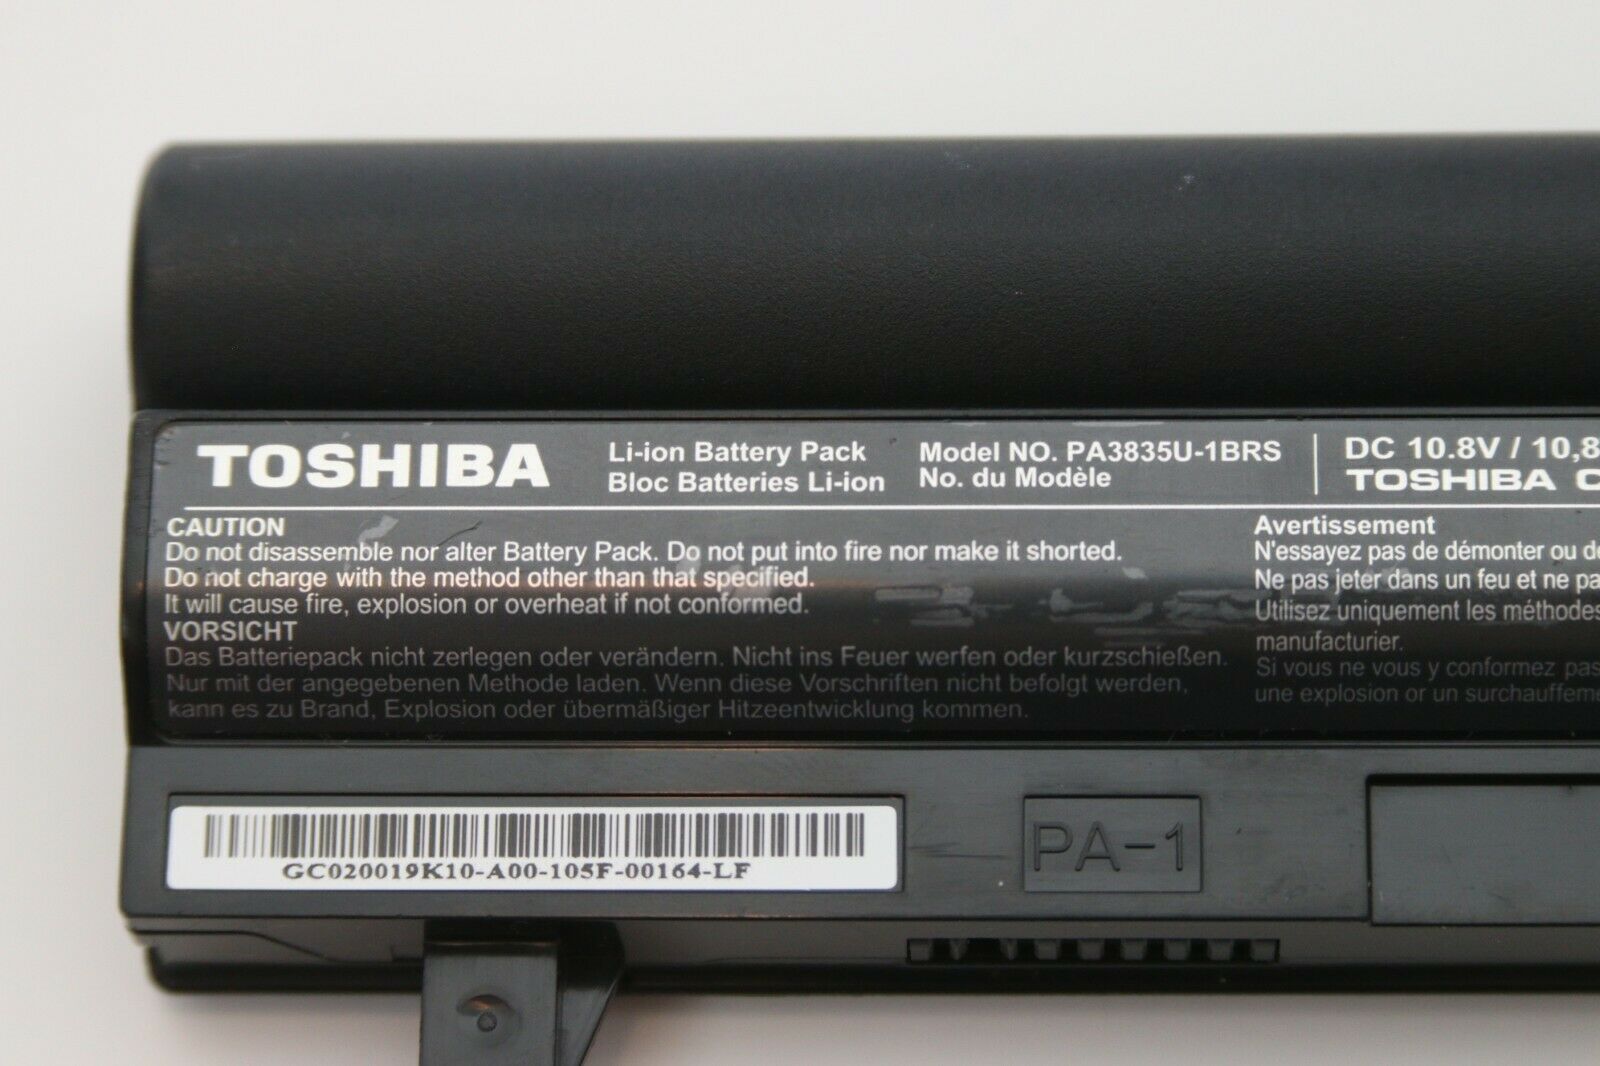 TOSHIBA
Li-ion Battery Pack
Bloc Batteries Li-ion
Model NO. PA3835U-1BRS
No. du Modèle
DC 10.8V / 10,8
TOSHIBA C
CAUTION
Do not disassemble nor alter Battery Pack. Do not put into fire nor make it shorted.
Do not charge with the method other than that specified.
It will cause fire, explosion or overheat if not conformed.
VORSICHT
Das Batteriepack nicht zerlegen oder verändern. Nicht ins Feuer werfen oder kurzschießen.
Nur mit der angegebenen Methode laden. Wenn diese Vorschriften nicht befolgt werden,
kann es zu Brand, Explosion oder übermäßiger Hitzeentwicklung kommen.
Avertissement
N'essayez pas de démonter ou de
Ne pas jeter dans un feu et ne pa
Utilisez uniquement les méthodes
manufacturier.
Si vous ne vous y conformez pas
une explosion or un surchauffeme
GC020019K10-A00-105F-00164-LF
PA-1